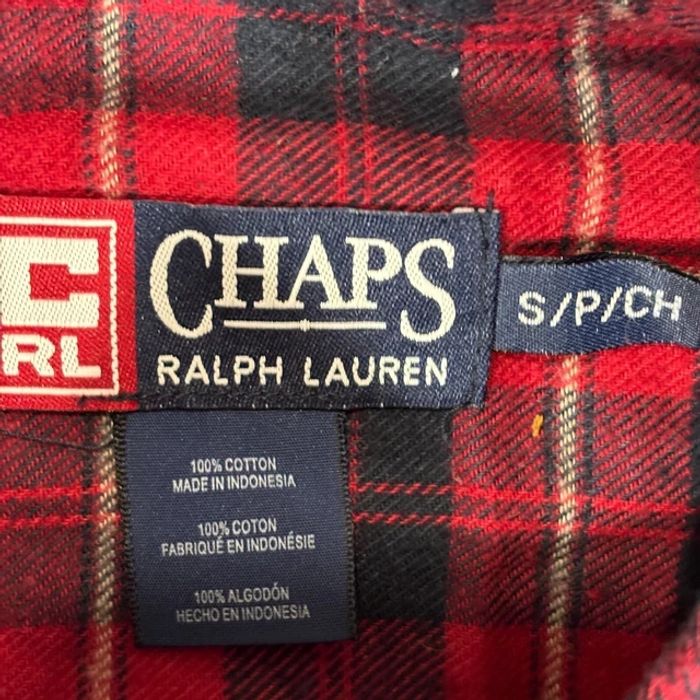 C
RL
CHAPS
RALPH LAUREN
S/P/CH
100% COTTON
MADE IN INDONESIA
100% COTON
FABRIQUÉ EN INDONÉSIE
100% ALGODÓN
HECHO EN INDONESIA